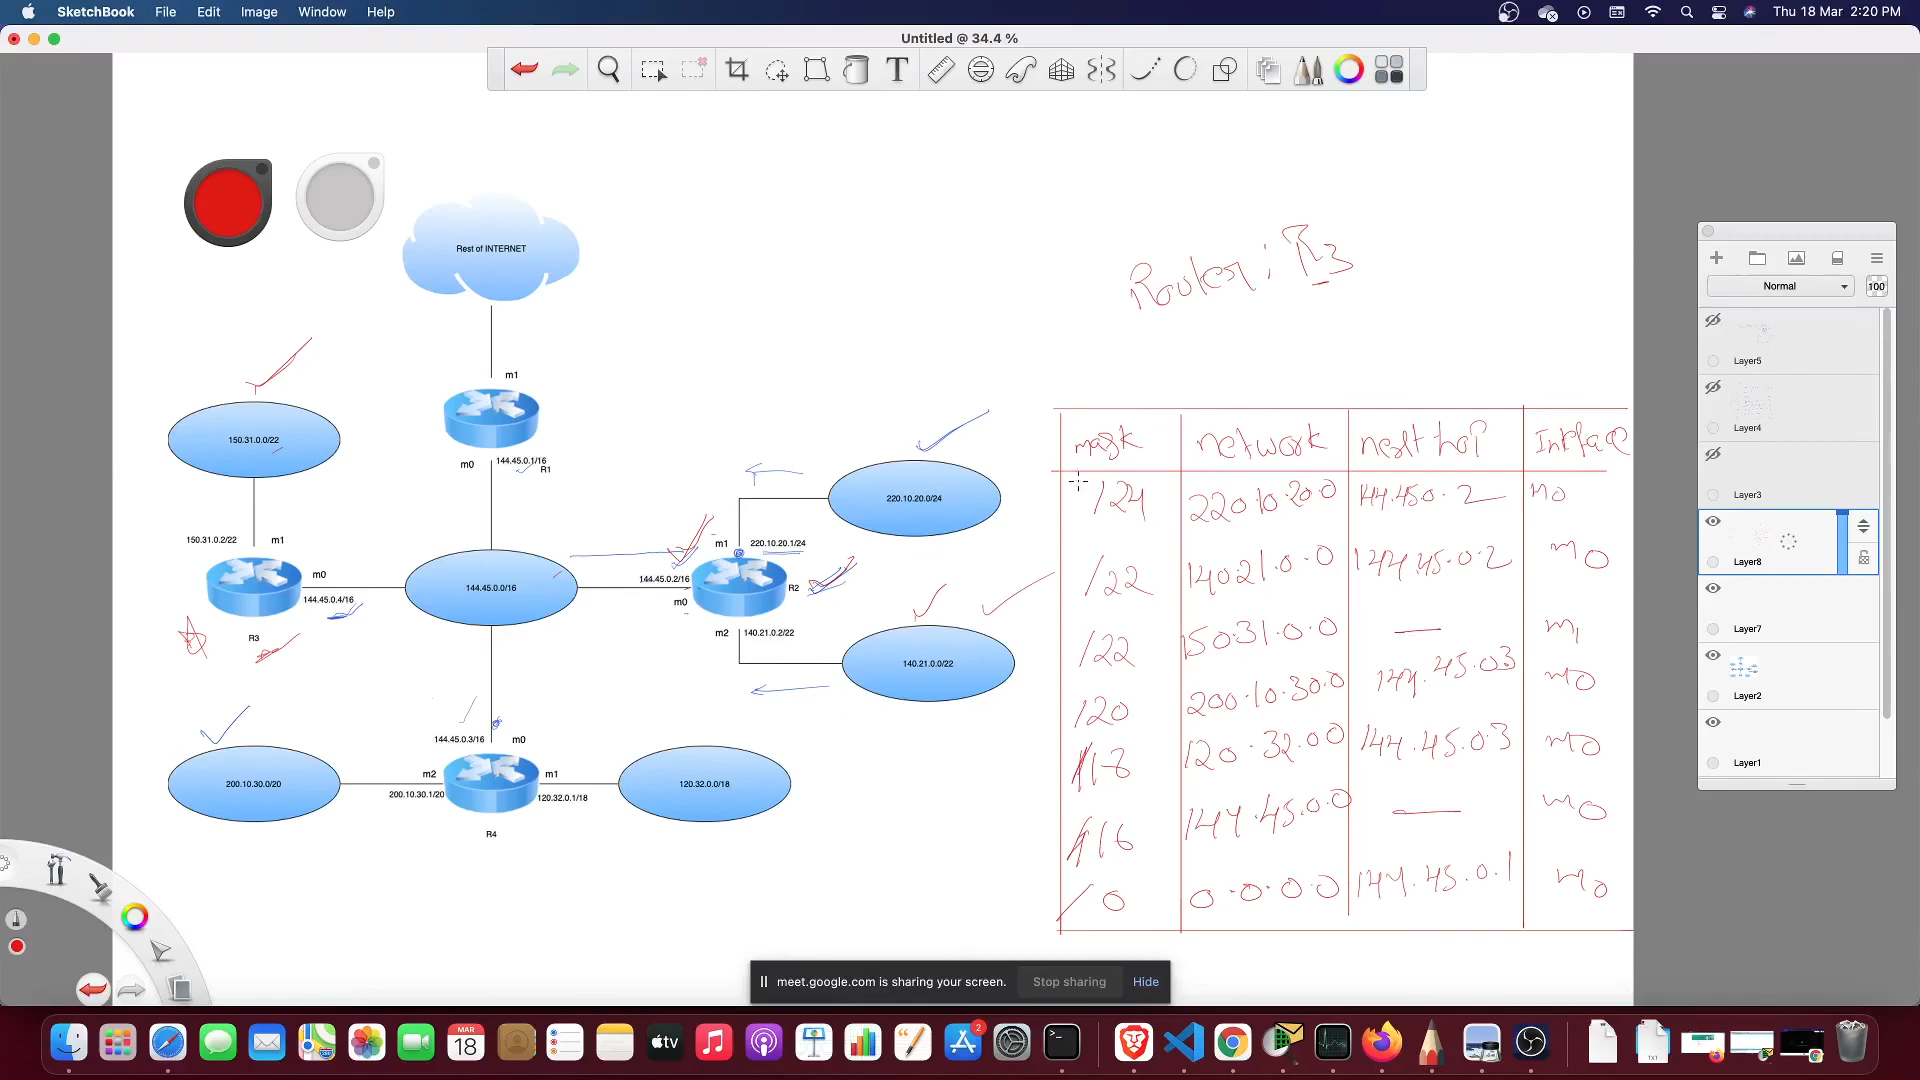 SketchBook File Edit Image Window Help
Thu 18 Mar 2:20 PM
Untitled @ 34.4 %
Rest of INTERNET
Router : R3
m1
144.45.0.1/16
m0
R1
150.31.0.0/22
220.10.20.0/24
150.31.0.2/22
m1
m1
220.10.20.1/24
m0
144.45.0.0/16
144.45.0.2/16
R2
144.45.0.4/16
m0
R3
m2
140.21.0.2/22
140.21.0.0/22
144.45.0.3/16
m0
200.10.30.0/20
m2
m1
120.32.0.0/18
200.10.30.1/20
120.32.0.1/18
R4
mask network next hop Interface
/24 220.10.20.0 144.45.0.2 m0
/22 140.21.0.0 144.45.0.2 m0
/22 150.31.0.0 — m1
/20 200.10.30.0 144.45.03 m0
/18 120.32.00 144.45.03 m0
/16 144.45.0.0 — m0
/0 0.0.0.0 144.45.0.1 m0
Normal
100
Layer5
Layer4
Layer3
Layer8
Layer7
Layer2
Layer1
meet.google.com is sharing your screen. Stop sharing Hide
MAR
18
tv
2
TXT